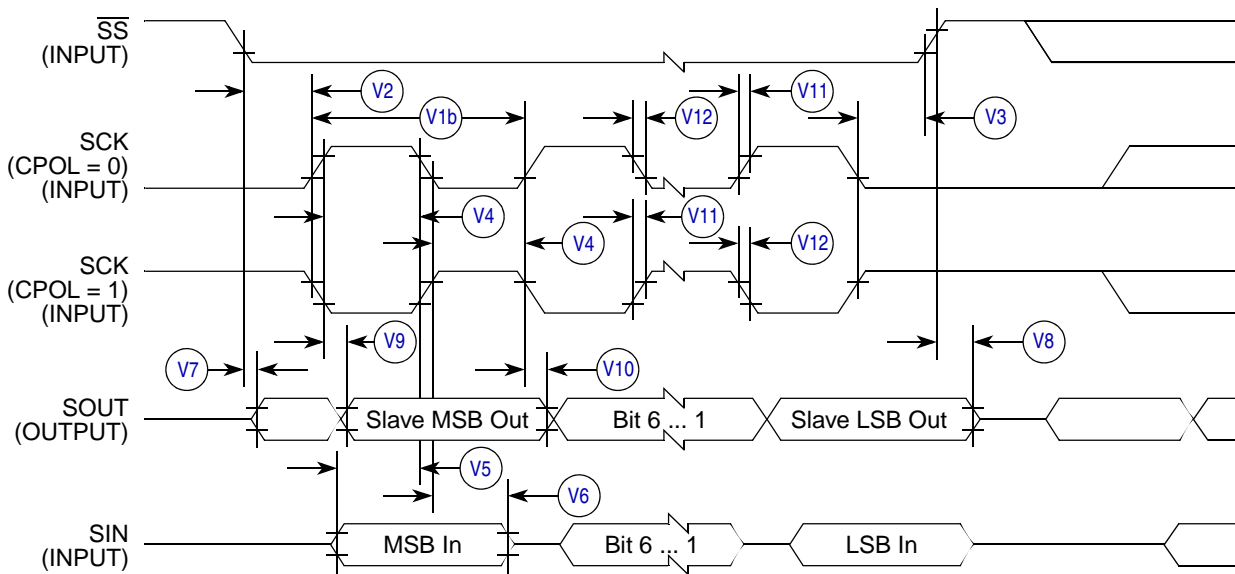 SS
(INPUT)
V2
V11
V1b
V12
V3
SCK
(CPOL = 0)
(INPUT)
V4
V11
V4
V12
SCK
(CPOL = 1)
(INPUT)
V9
V8
V7
V10
SOUT
(OUTPUT)
Slave MSB Out
Bit 6 ... 1
Slave LSB Out
V5
V6
SIN
(INPUT)
MSB In
Bit 6 ... 1
LSB In